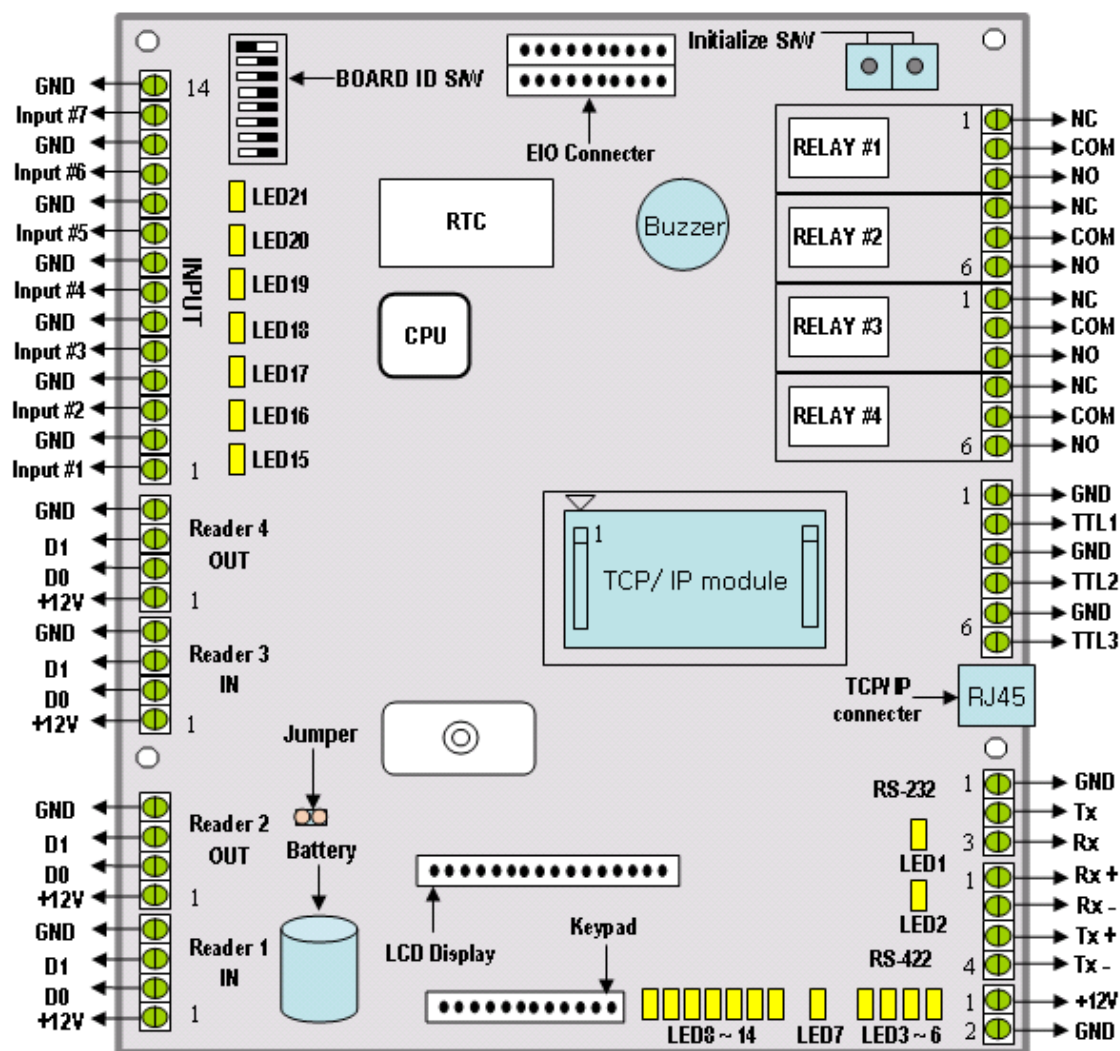 Initialize S/W
BOARD ID S/W
EIO Connecter
GND
Input #7
GND
Input #6
GND
Input #5
GND
Input #4
GND
Input #3
GND
Input #2
GND
Input #1
14
INPUT
1
LED21
LED20
LED19
LED18
LED17
LED16
LED15
RTC
CPU
Buzzer
RELAY #1
RELAY #2
RELAY #3
RELAY #4
1
6
1
6
NC
COM
NO
NC
COM
NO
NC
COM
NO
NC
COM
NO
GND
D1
D0
+12V
Reader 4
OUT
1
GND
D1
D0
+12V
Reader 3
IN
1
1
TCP/ IP module
1
6
GND
TTL1
GND
TTL2
GND
TTL3
TCP/IP
connecter
RJ45
Jumper
Battery
GND
D1
D0
+12V
Reader 2
OUT
1
GND
D1
D0
+12V
Reader 1
IN
1
LCD Display
Keypad
RS-232
LED1
LED2
RS-422
1
3
1
4
1
2
GND
Tx
Rx
Rx +
Rx -
Tx +
Tx -
+12V
GND
LED8 ~ 14
LED7
LED3 ~ 6